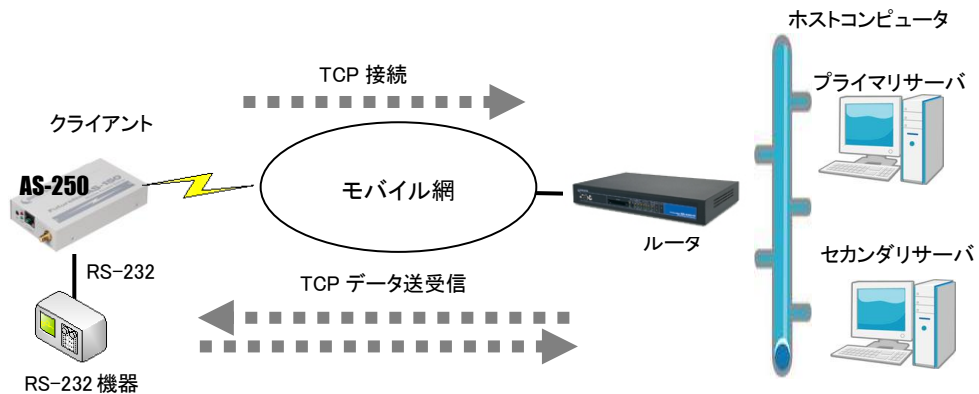 ホストコンピュータ
TCP 接続
プライマリサーバ
クライアント
AS-250
モバイル網
ルータ
RS-232
TCP データ送受信
セカンダリサーバ
RS-232 機器